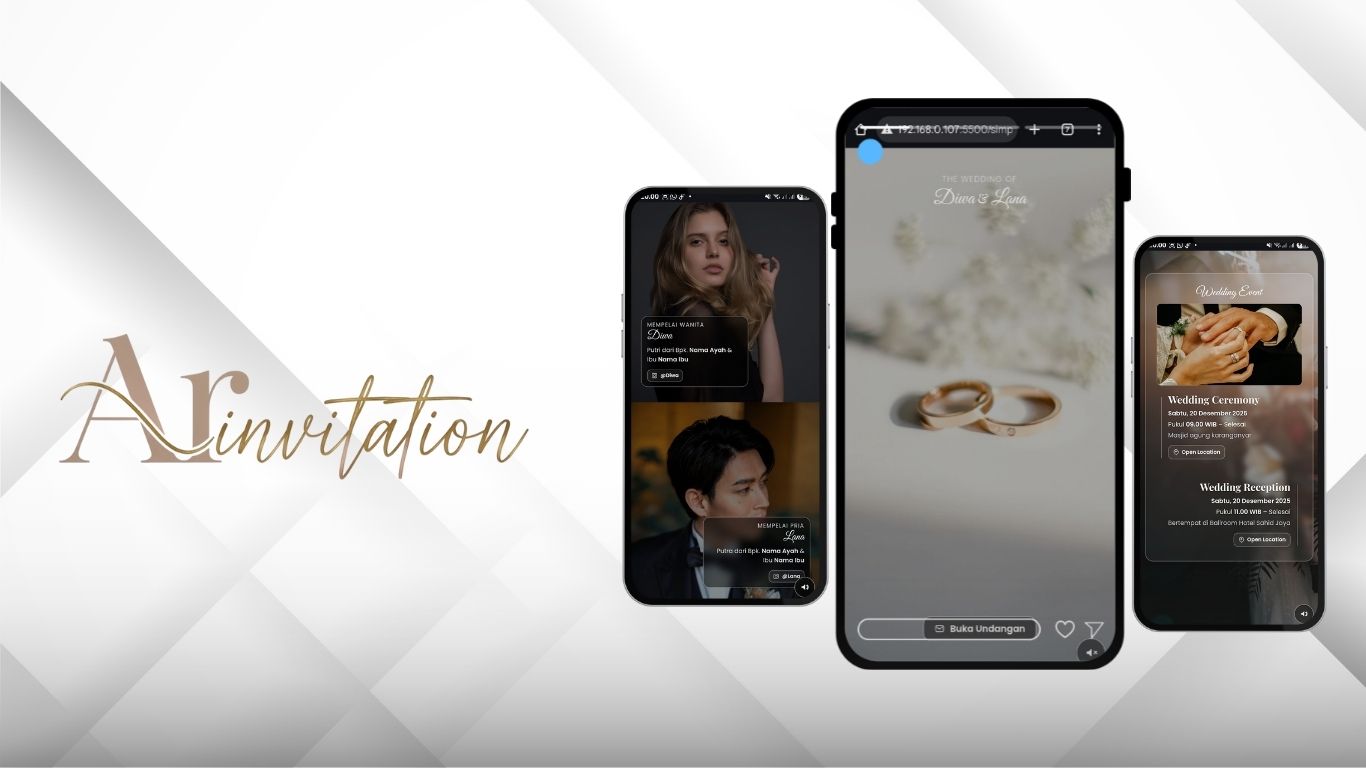 Ar invitation
MEMPELAI WANITA
Diwa
Putri dari Bpk. Nama Ayah &
Ibu Nama Ibu
@Diwa
MEMPELAI PRIA
Lana
Putra dari Bpk. Nama Ayah &
Ibu Nama Ibu
@Lana
192.168.0.107:5500/simp
7
THE WEDDING OF
Diwa & Lana
Buka Undangan
Wedding Event
Wedding Ceremony
Sabtu, 20 Desember 2025
Pukul 09.00 WIB – Selesai
Masjid agung karanganyar
Open Location
Wedding Reception
Sabtu, 20 Desember 2025
Pukul 11.00 WIB – Selesai
Bertempat di Ballroom Hotel Sahid Jaya
Open Location